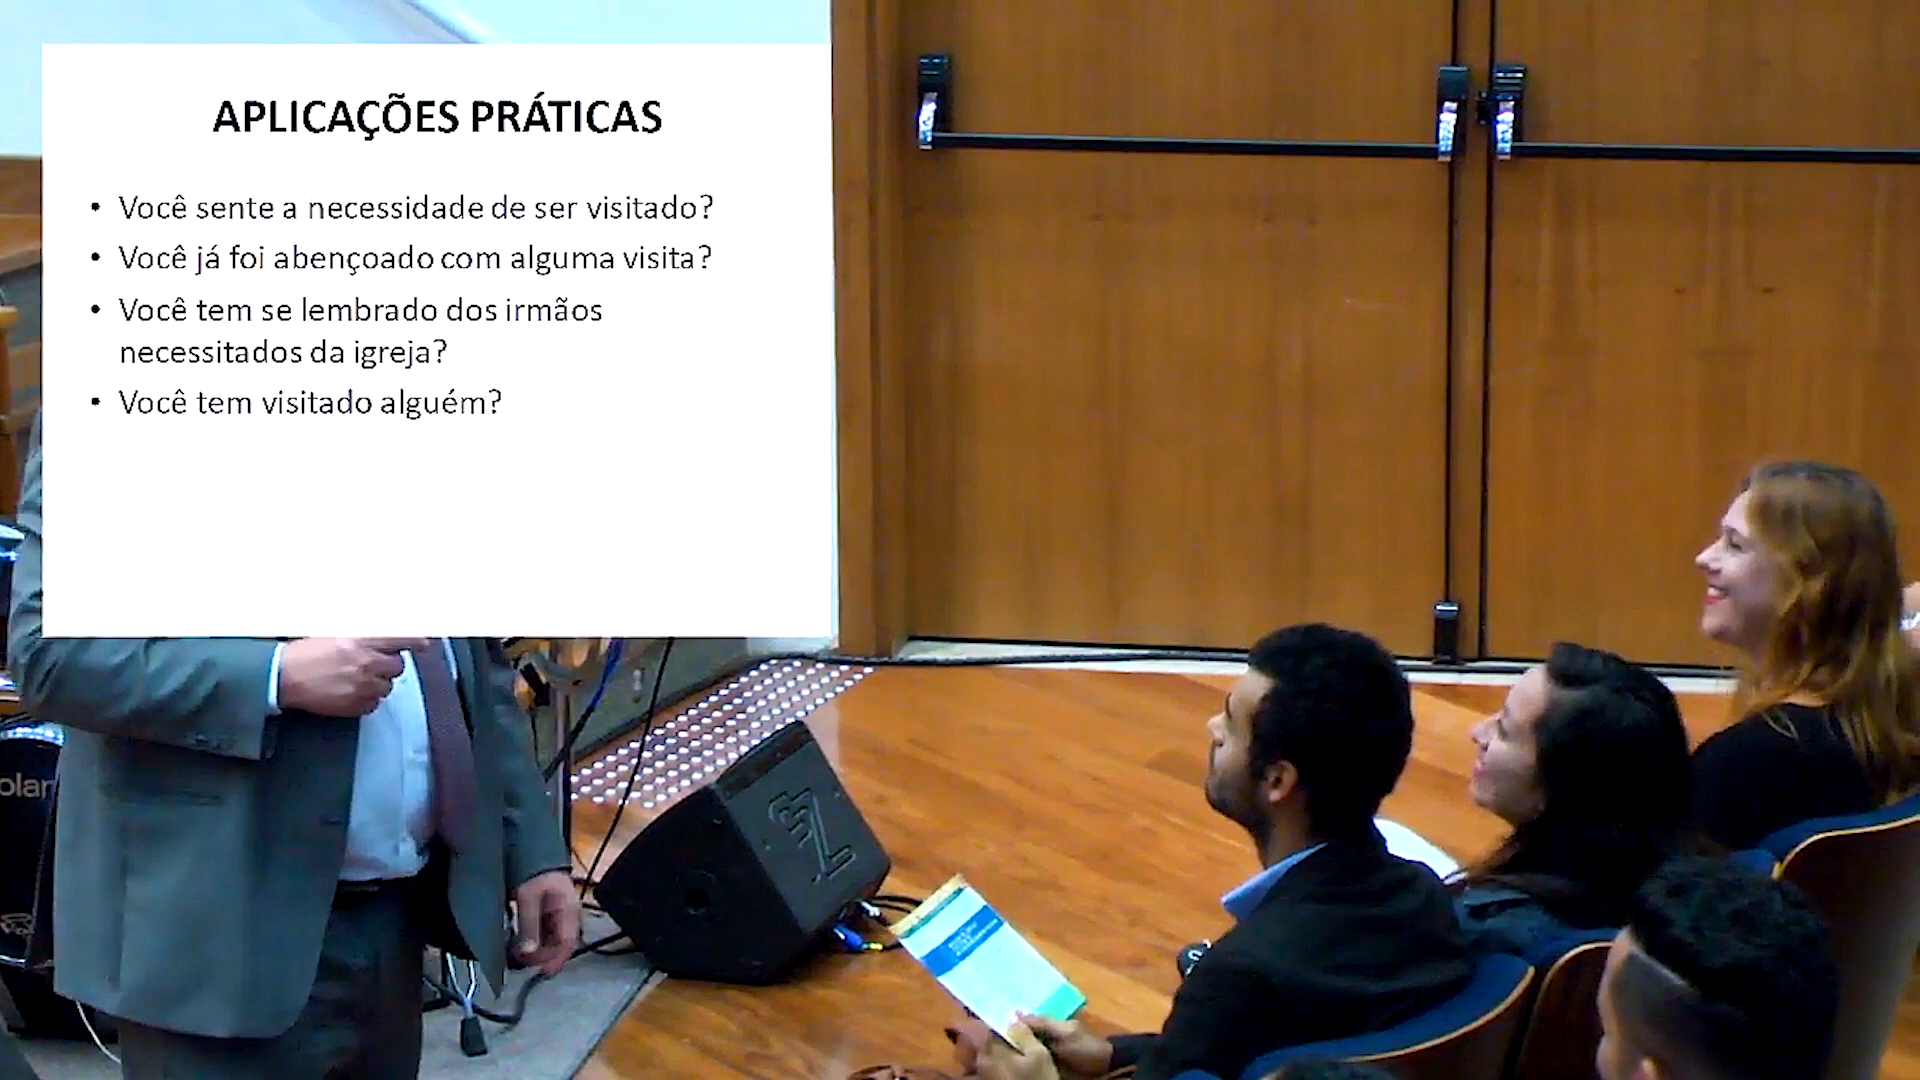 APLICAÇÕES PRÁTICAS
• Você sente a necessidade de ser visitado?
• Você já foi abençoado com alguma visita?
• Você tem se lembrado dos irmãos
necessitados da igreja?
• Você tem visitado alguém?
olan